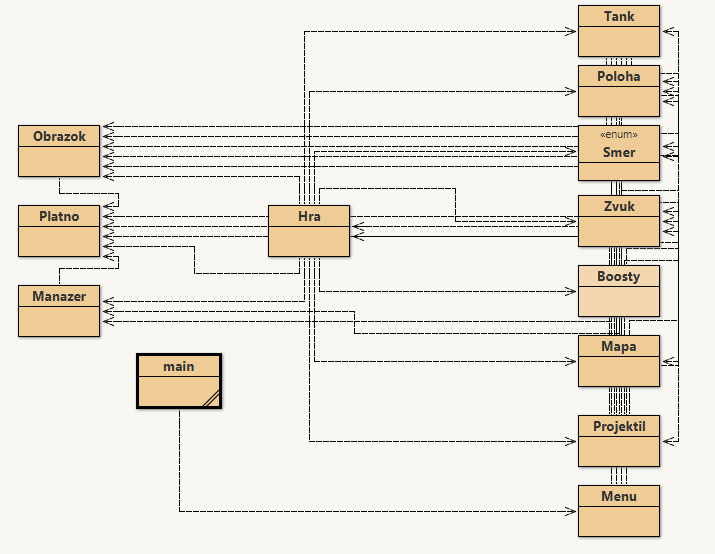 Tank
Poloha
Obrazok
«enum»
Smer
Platno
Hra
Zvuk
Manazer
Boosty
main
Mapa
Projektil
Menu